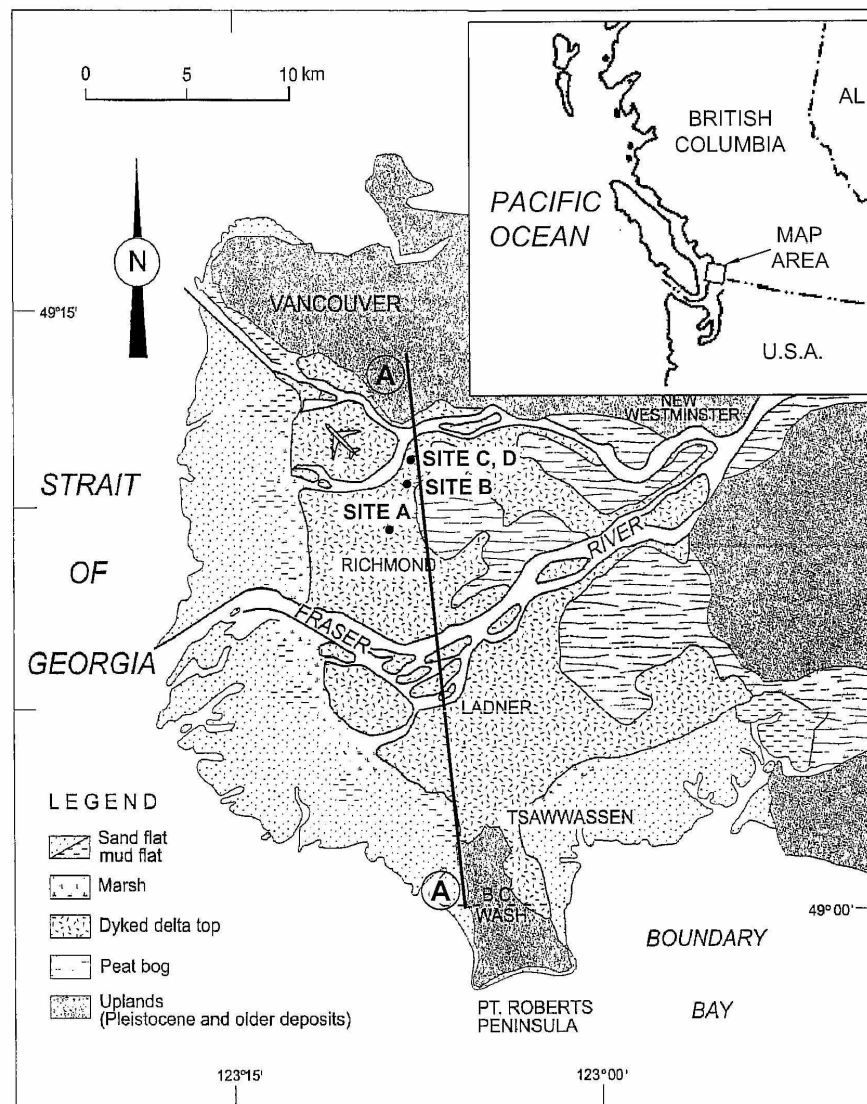 0 5 10 km
AL
BRITISH
COLUMBIA
PACIFIC
OCEAN
MAP
AREA
U.S.A.
N
49°15'
VANCOUVER
A
NEW
WESTMINSTER
SITE C, D
SITE B
SITE A
RICHMOND
STRAIT
OF
GEORGIA
FRASER
RIVER
LADNER
TSAWWASSEN
LEGEND
Sand flat
mud flat
Marsh
Dyked delta top
Peat bog
Uplands
(Pleistocene and older deposits)
A
B.C.
WASH.
49°00'
BOUNDARY
BAY
PT. ROBERTS
PENINSULA
123°15'
123°00'